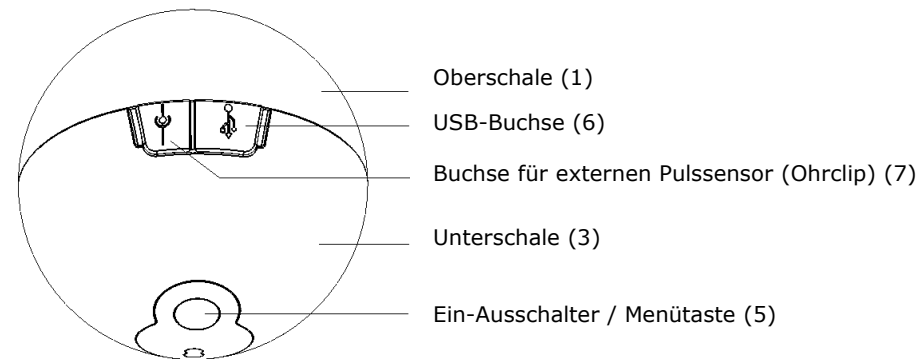 Oberschale (1)
USB-Buchse (6)
Buchse für externen Pulssensor (Ohrclip) (7)
Unterschale (3)
Ein-Ausschalter / Menütaste (5)